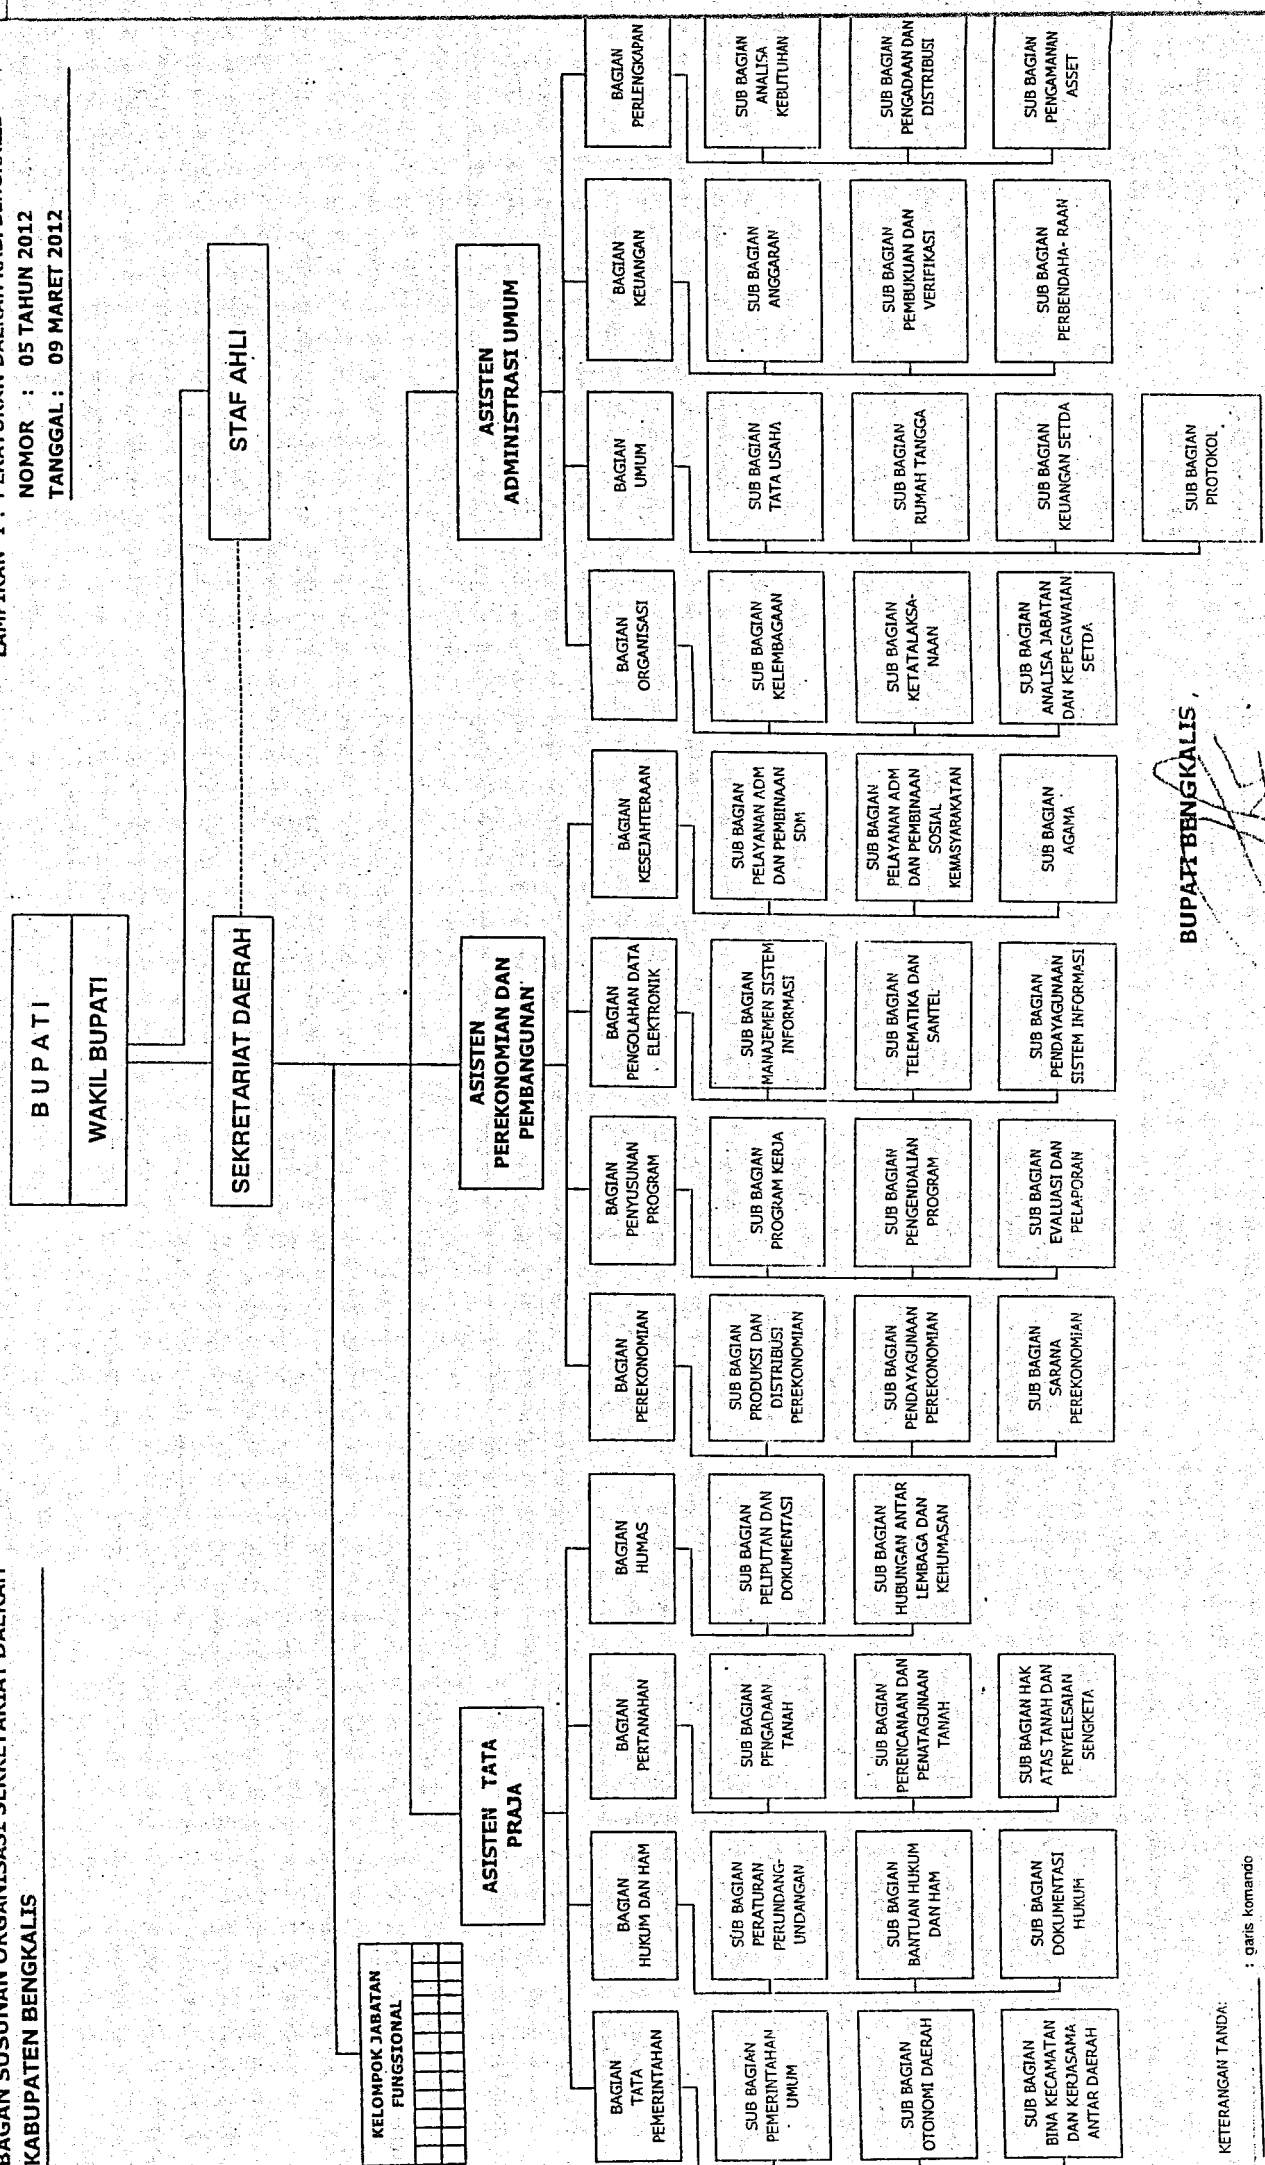 BAGAN SUSUNAN ORGANISASI SEKRETARIAT DAERAH
KABUPATEN BENGKALIS
LAMPIRAN I : PERATURAN DAERAH KAB. BENGKALIS
NOMOR : 05 TAHUN 2012
TANGGAL : 09 MARET 2012
BUPATI
WAKIL BUPATI
SEKRETARIAT DAERAH
STAF AHLI
KELOMPOK JABATAN
FUNGSIONAL
ASISTEN TATA
PRAJA
ASISTEN
PEREKONOMIAN DAN
PEMBANGUNAN
ASISTEN
ADMINISTRASI UMUM
BAGIAN
TATA
PEMERINTAHAN
SUB BAGIAN
PEMERINTAHAN
UMUM
SUB BAGIAN
OTONOMI DAERAH
SUB BAGIAN
BINA KECAMATAN
DAN KERJASAMA
ANTAR DAERAH
BAGIAN
HUKUM DAN HAM
SUB BAGIAN
PERATURAN
PERUNDANG-
UNDANGAN
SUB BAGIAN
BANTUAN HUKUM
DAN HAM
SUB BAGIAN
DOKUMENTASI
HUKUM
BAGIAN
PERTANAHAN
SUB BAGIAN
PENGADAAN
TANAH
SUB BAGIAN
PERENCANAAN DAN
PENATAGUNAAN
TANAH
SUB BAGIAN HAK
ATAS TANAH DAN
PENYELESAIAN
SENGKETA
BAGIAN
HUMAS
SUB BAGIAN
PELIPUTAN DAN
DOKUMENTASI
SUB BAGIAN
HUBUNGAN ANTAR
LEMBAGA DAN
KEHUMASAN
BAGIAN
PEREKONOMIAN
SUB BAGIAN
PRODUKSI DAN
DISTRIBUSI
PEREKONOMIAN
SUB BAGIAN
PENDAYAGUNAAN
PEREKONOMIAN
SUB BAGIAN
SARANA
PEREKONOMIAN
BAGIAN
PENYUSUNAN
PROGRAM
SUB BAGIAN
PROGRAM KERJA
SUB BAGIAN
PENGENDALIAN
PROGRAM
SUB BAGIAN
EVALUASI DAN
PELAPORAN
BAGIAN
PENGOLAHAN DATA
ELEKTRONIK
SUB BAGIAN
MANAJEMEN SISTEM
INFORMASI
SUB BAGIAN
TELEMATIKA DAN
SANTEL
SUB BAGIAN
PENDAYAGUNAAN
SISTEM INFORMASI
BAGIAN
KESEJAHTERAAN
SUB BAGIAN
PELAYANAN ADM
DAN PEMBINAAN
SDM
SUB BAGIAN
PELAYANAN ADM
DAN PEMBINAAN
SOSIAL
KEMASYARAKATAN
SUB BAGIAN
AGAMA
BAGIAN
ORGANISASI
SUB BAGIAN
KELEMBAGAAN
SUB BAGIAN
KETATALAKSA-
NAAN
SUB BAGIAN
ANALISA JABATAN
DAN KEPEGAWAIAN
SETDA
BAGIAN
UMUM
SUB BAGIAN
TATA USAHA
SUB BAGIAN
RUMAH TANGGA
SUB BAGIAN
KEUANGAN SETDA
SUB BAGIAN
PROTOKOL
BAGIAN
KEUANGAN
SUB BAGIAN
ANGGARAN
SUB BAGIAN
PEMBUKUAN DAN
VERIFIKASI
SUB BAGIAN
PERBENDAHA- RAAN
BAGIAN
PERLENGKAPAN
SUB BAGIAN
ANALISA
KEBUTUHAN
SUB BAGIAN
PENGADAAN DAN
DISTRIBUSI
SUB BAGIAN
PENGAMANAN
ASSET
KETERANGAN TANDA:
: garis komando
BUPATI BENGKALIS,